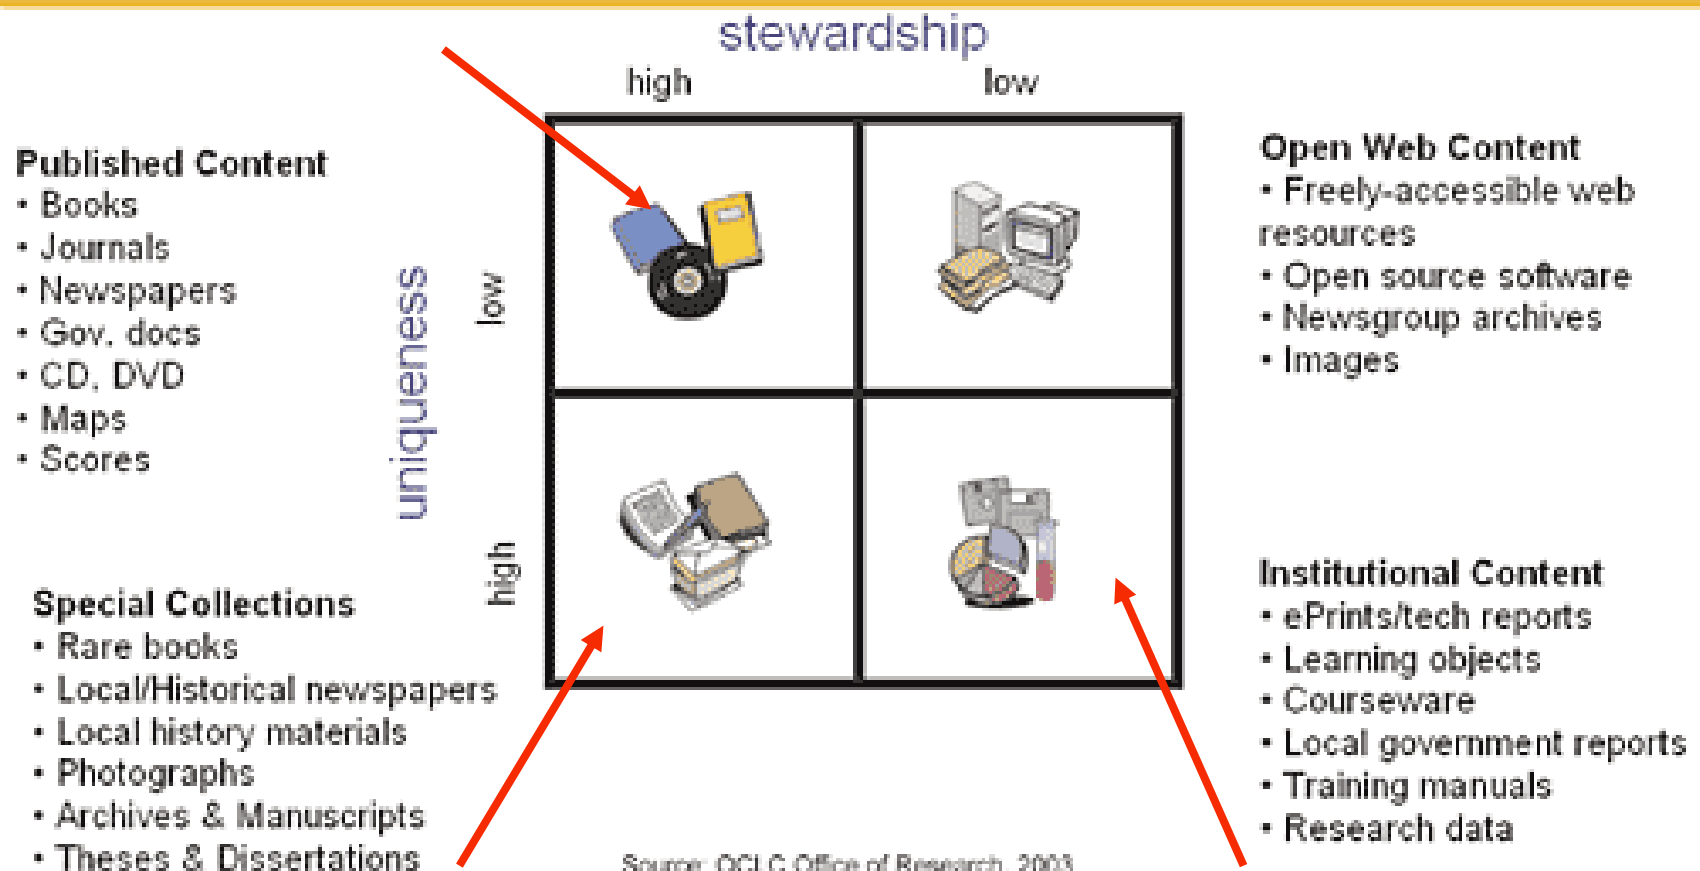 stewardship
high low
Published Content
• Books
• Journals
• Newspapers
• Gov. docs
• CD, DVD
• Maps
• Scores
uniqueness
low
high
Open Web Content
• Freely-accessible web
resources
• Open source software
• Newsgroup archives
• Images
Special Collections
• Rare books
• Local/Historical newspapers
• Local history materials
• Photographs
• Archives & Manuscripts
• Theses & Dissertations
Institutional Content
• ePrints/tech reports
• Learning objects
• Courseware
• Local government reports
• Training manuals
• Research data
Source: OCLC Office of Research, 2003